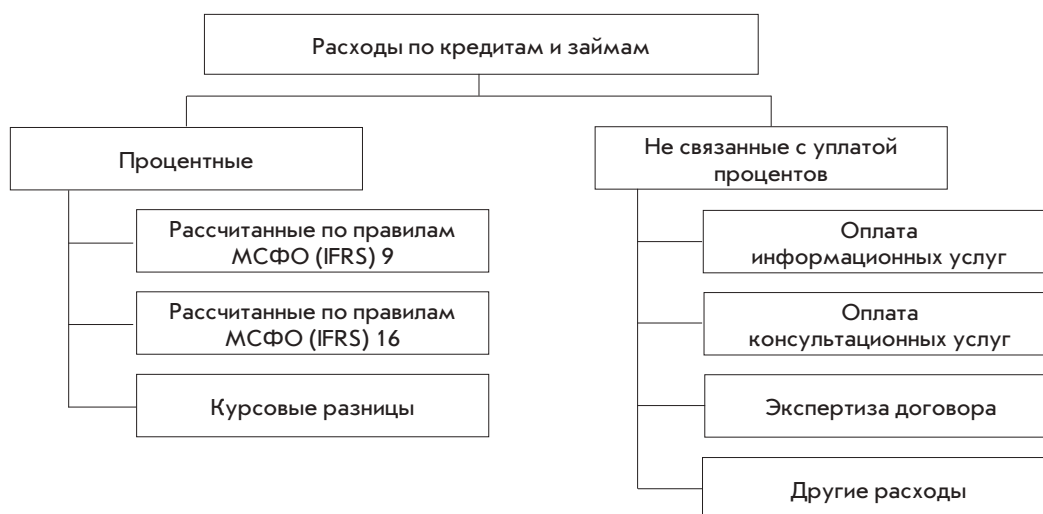 Расходы по кредитам и займам
Процентные
Не связанные с уплатой
процентов
Рассчитанные по правилам
МСФО (IFRS) 9
Рассчитанные по правилам
МСФО (IFRS) 16
Курсовые разницы
Оплата
информационных услуг
Оплата
консультационных услуг
Экспертиза договора
Другие расходы